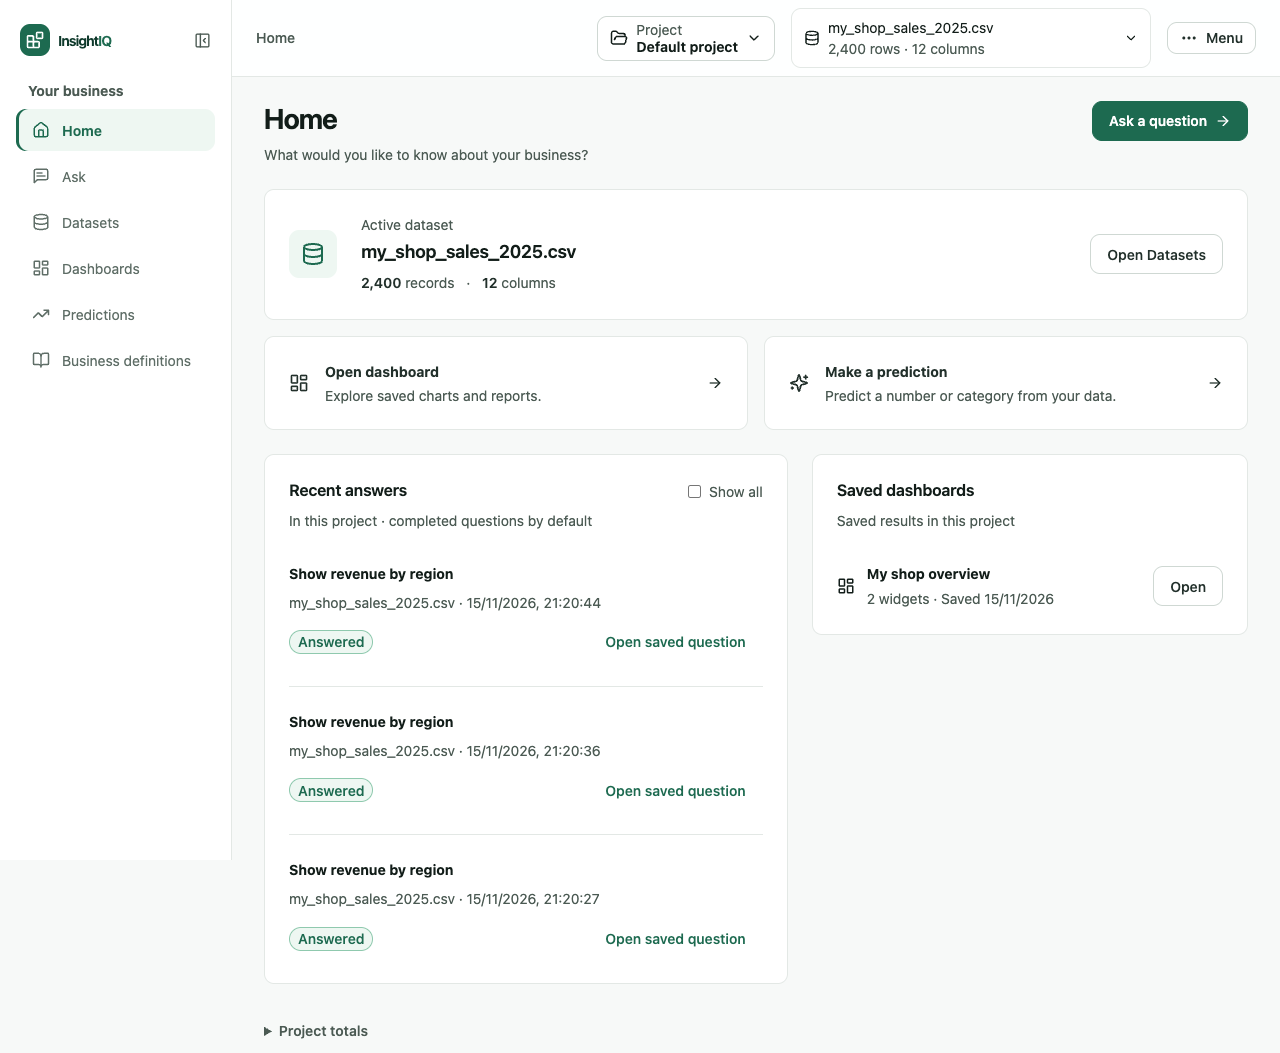 InsightIQ
Your business
Home
Ask
Datasets
Dashboards
Predictions
Business definitions
Home
Project
Default project
my_shop_sales_2025.csv
2,400 rows · 12 columns
Menu
Home
What would you like to know about your business?
Ask a question
Active dataset
my_shop_sales_2025.csv
2,400 records · 12 columns
Open Datasets
Open dashboard
Explore saved charts and reports.
Make a prediction
Predict a number or category from your data.
Recent answers
Show all
In this project · completed questions by default
Show revenue by region
my_shop_sales_2025.csv · 15/11/2026, 21:20:44
Answered
Open saved question
Show revenue by region
my_shop_sales_2025.csv · 15/11/2026, 21:20:36
Answered
Open saved question
Show revenue by region
my_shop_sales_2025.csv · 15/11/2026, 21:20:27
Answered
Open saved question
Saved dashboards
Saved results in this project
My shop overview
2 widgets · Saved 15/11/2026
Open
Project totals